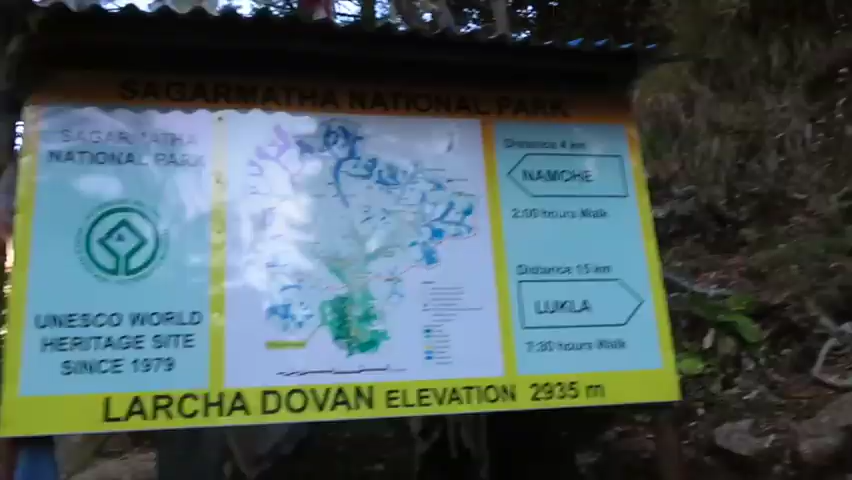 SAGARMATHA NATIONAL PARK
SAGARMATHA
NATIONAL PARK
UNESCO WORLD
HERITAGE SITE
SINCE 1979
Distance 4 km
NAMCHE
2:00 hours Walk
Distance 15 km
LUKLA
7:30 hours Walk
LARCHA DOVAN ELEVATION 2935 m